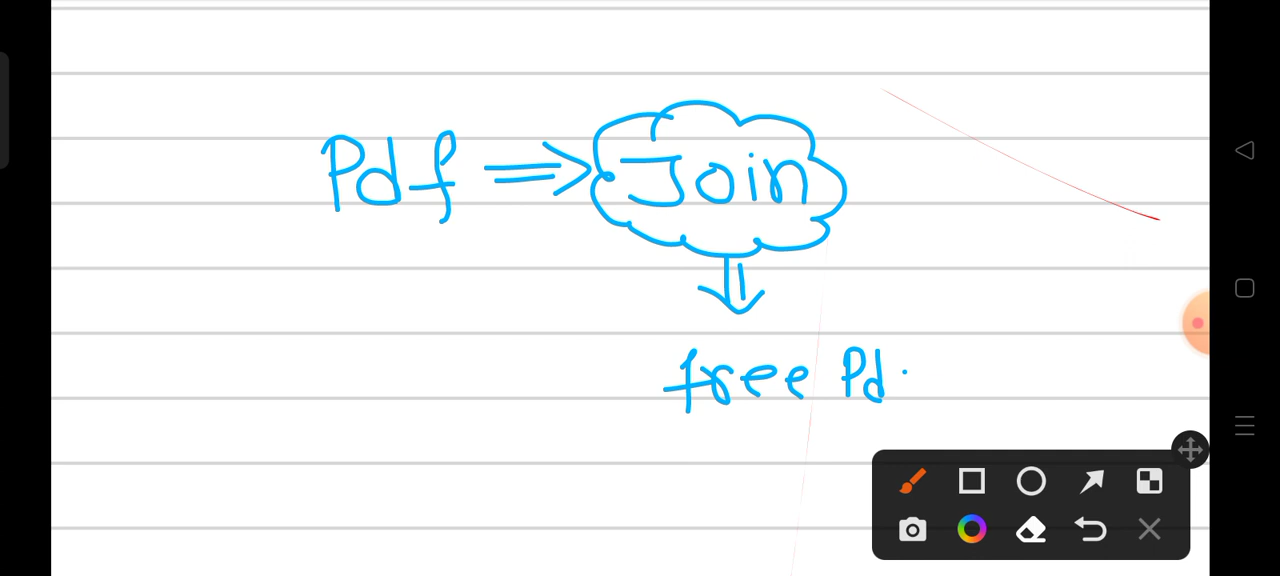 Pdf ⇒ Join
⇓
free Pd.